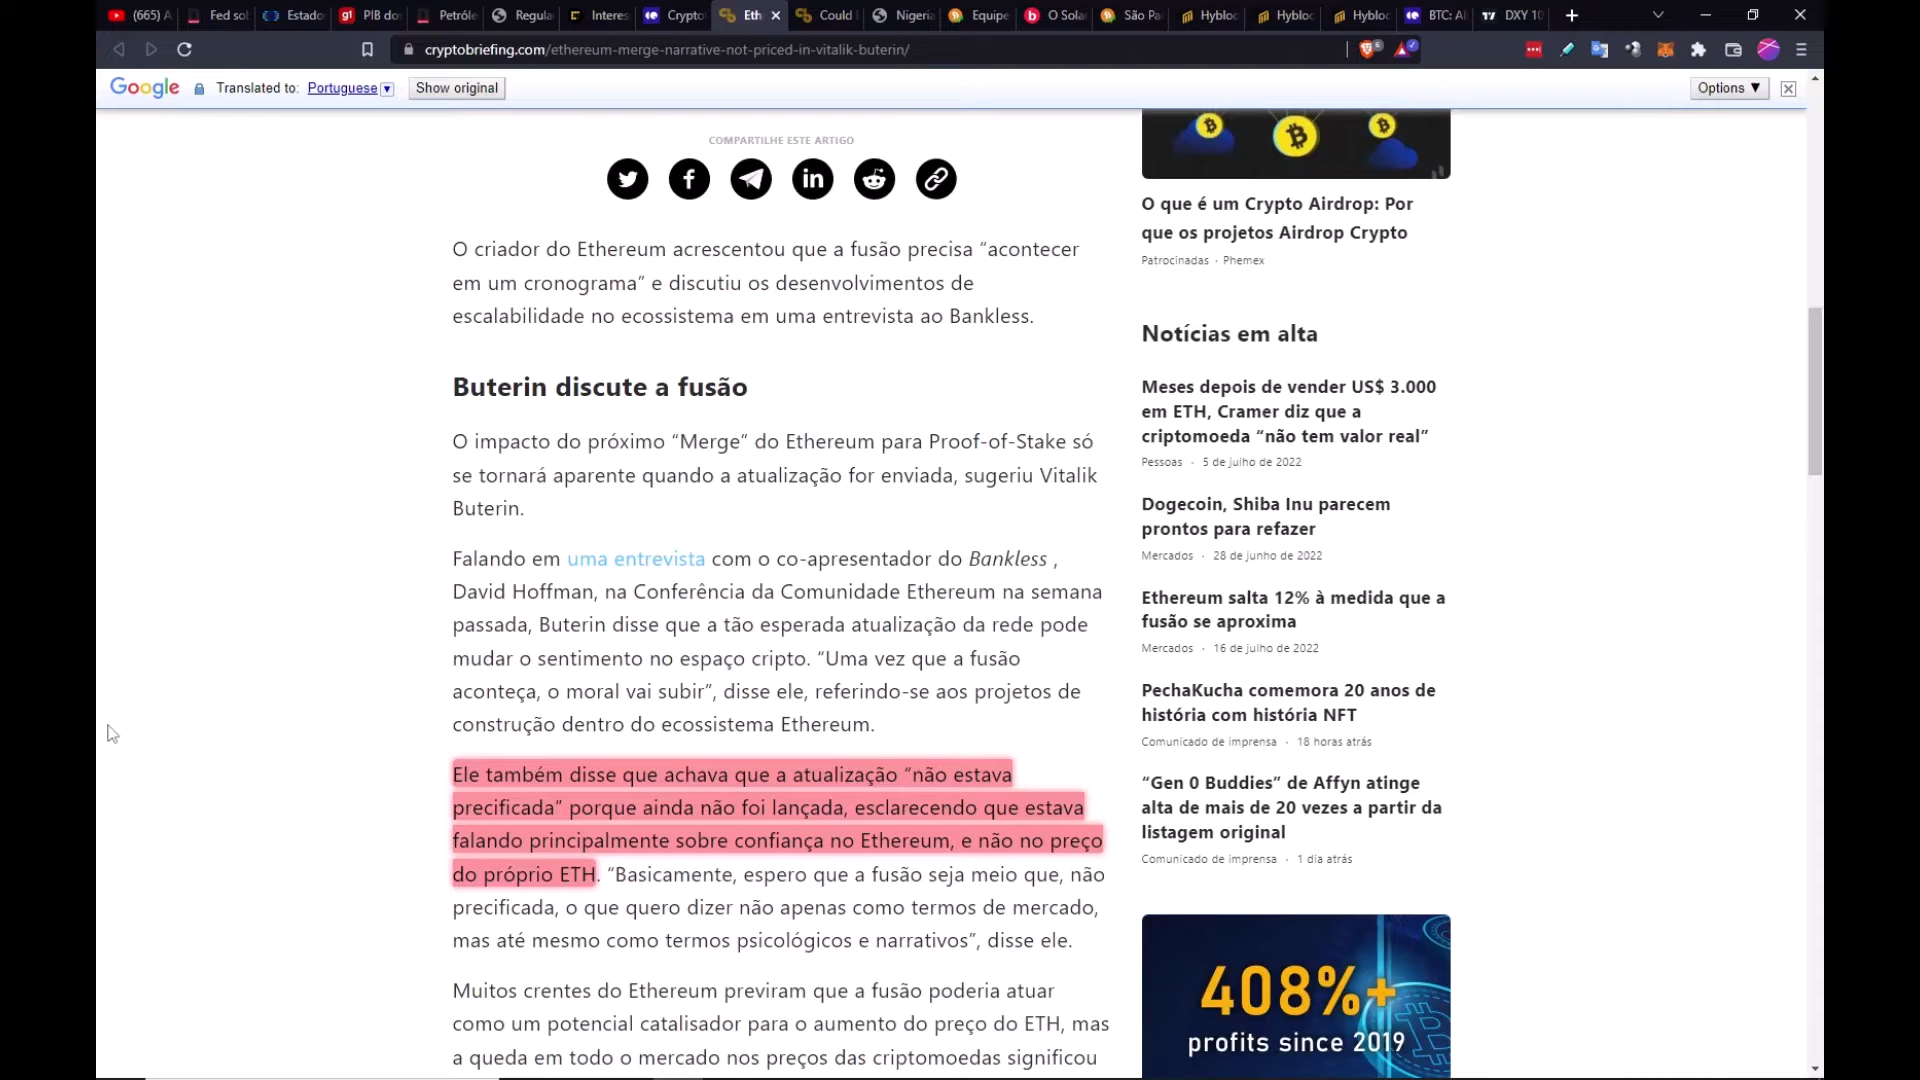 (665) A
Fed sol
Estado
PIB do
Petróle
Regula
Interes
Crypto
Eth
Could
Nigeria
Equipe
O Sola
São Pa
Hybloc
Hybloc
Hybloc
BTC: Al
DXY 10
cryptobriefing.com/ethereum-merge-narrative-not-priced-in-vitalik-buterin/
Google Translated to: Portuguese Show original Options ▼
COMPARTILHE ESTE ARTIGO
O criador do Ethereum acrescentou que a fusão precisa “acontecer
em um cronograma” e discutiu os desenvolvimentos de
escalabilidade no ecossistema em uma entrevista ao Bankless.
Buterin discute a fusão
O impacto do próximo “Merge” do Ethereum para Proof-of-Stake só
se tornará aparente quando a atualização for enviada, sugeriu Vitalik
Buterin.
Falando em uma entrevista com o co-apresentador do Bankless ,
David Hoffman, na Conferência da Comunidade Ethereum na semana
passada, Buterin disse que a tão esperada atualização da rede pode
mudar o sentimento no espaço cripto. “Uma vez que a fusão
aconteça, o moral vai subir”, disse ele, referindo-se aos projetos de
construção dentro do ecossistema Ethereum.
Ele também disse que achava que a atualização “não estava
precificada” porque ainda não foi lançada, esclarecendo que estava
falando principalmente sobre confiança no Ethereum, e não no preço
do próprio ETH. “Basicamente, espero que a fusão seja meio que, não
precificada, o que quero dizer não apenas como termos de mercado,
mas até mesmo como termos psicológicos e narrativos”, disse ele.
Muitos crentes do Ethereum previram que a fusão poderia atuar
como um potencial catalisador para o aumento do preço do ETH, mas
a queda em todo o mercado nos preços das criptomoedas significou
O que é um Crypto Airdrop: Por
que os projetos Airdrop Crypto
Patrocinadas · Phemex
Notícias em alta
Meses depois de vender US$ 3.000
em ETH, Cramer diz que a
criptomoeda “não tem valor real”
Pessoas · 5 de julho de 2022
Dogecoin, Shiba Inu parecem
prontos para refazer
Mercados · 28 de junho de 2022
Ethereum salta 12% à medida que a
fusão se aproxima
Mercados · 16 de julho de 2022
PechaKucha comemora 20 anos de
história com história NFT
Comunicado de imprensa · 18 horas atrás
“Gen 0 Buddies” de Affyn atinge
alta de mais de 20 vezes a partir da
listagem original
Comunicado de imprensa · 1 dia atrás
408%+
profits since 2019